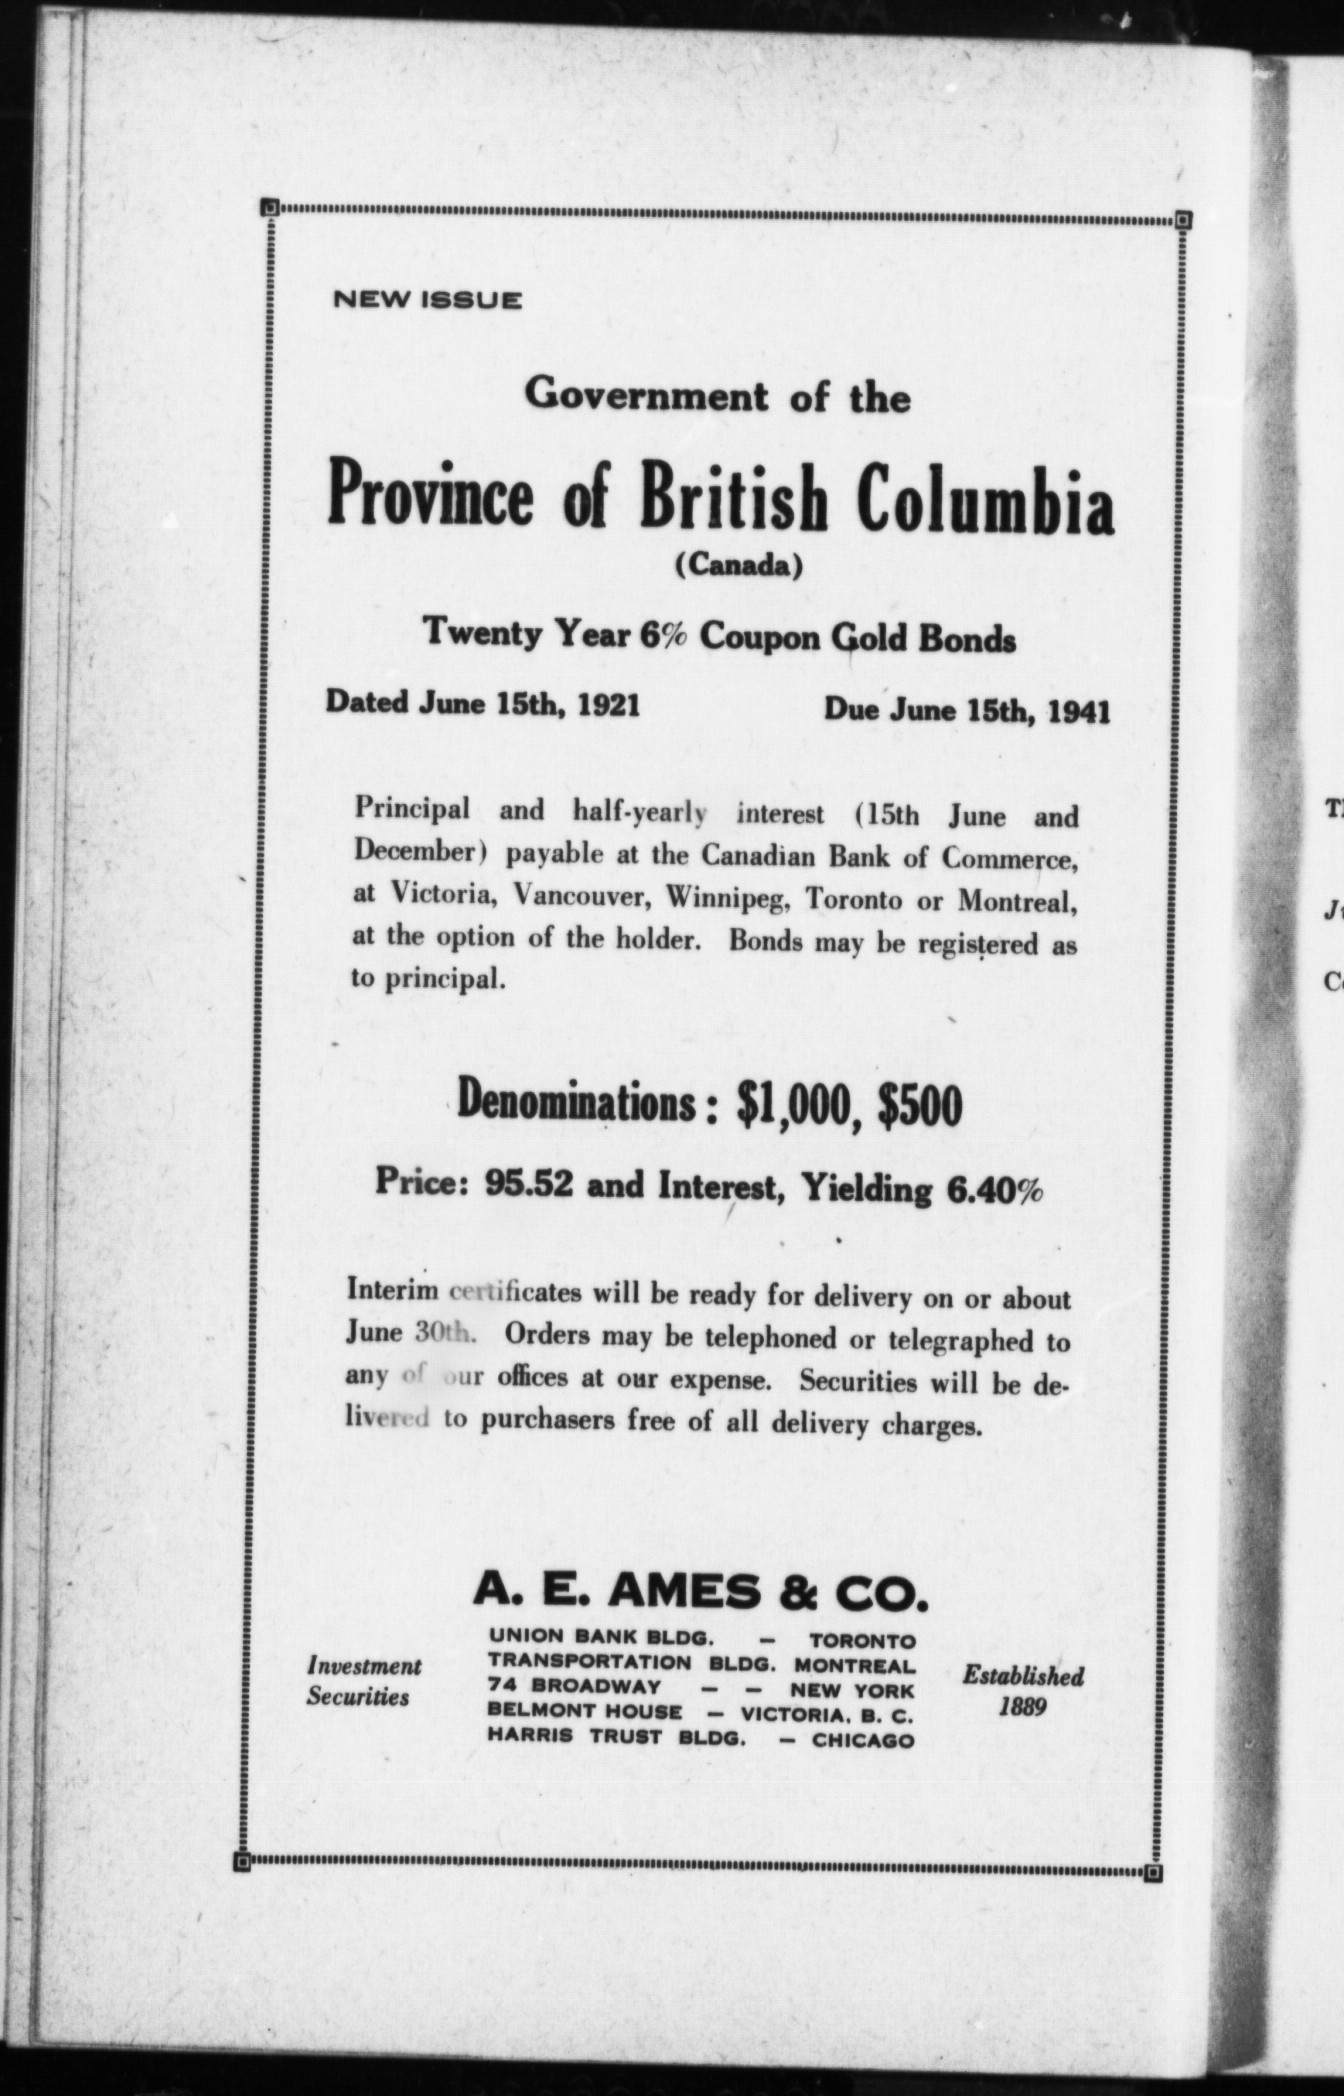 NEW ISSUE
Government of the
Province of British Columbia
(Canada)
Twenty Year 6% Coupon Gold Bonds
Dated June 15th, 1921 Due June 15th, 1941
Principal and half-yearly interest (15th June and
December) payable at the Canadian Bank of Commerce,
at Victoria, Vancouver, Winnipeg, Toronto or Montreal,
at the option of the holder. Bonds may be registered as
to principal.
Denominations: $1,000, $500
Price: 95.52 and Interest, Yielding 6.40%
Interim certificates will be ready for delivery on or about
June 30th. Orders may be telephoned or telegraphed to
any of our offices at our expense. Securities will be de-
livered to purchasers free of all delivery charges.
A. E. AMES & CO.
Investment
Securities
UNION BANK BLDG. — TORONTO
TRANSPORTATION BLDG. MONTREAL
74 BROADWAY — — NEW YORK
BELMONT HOUSE — VICTORIA, B. C.
HARRIS TRUST BLDG. — CHICAGO
Established
1889